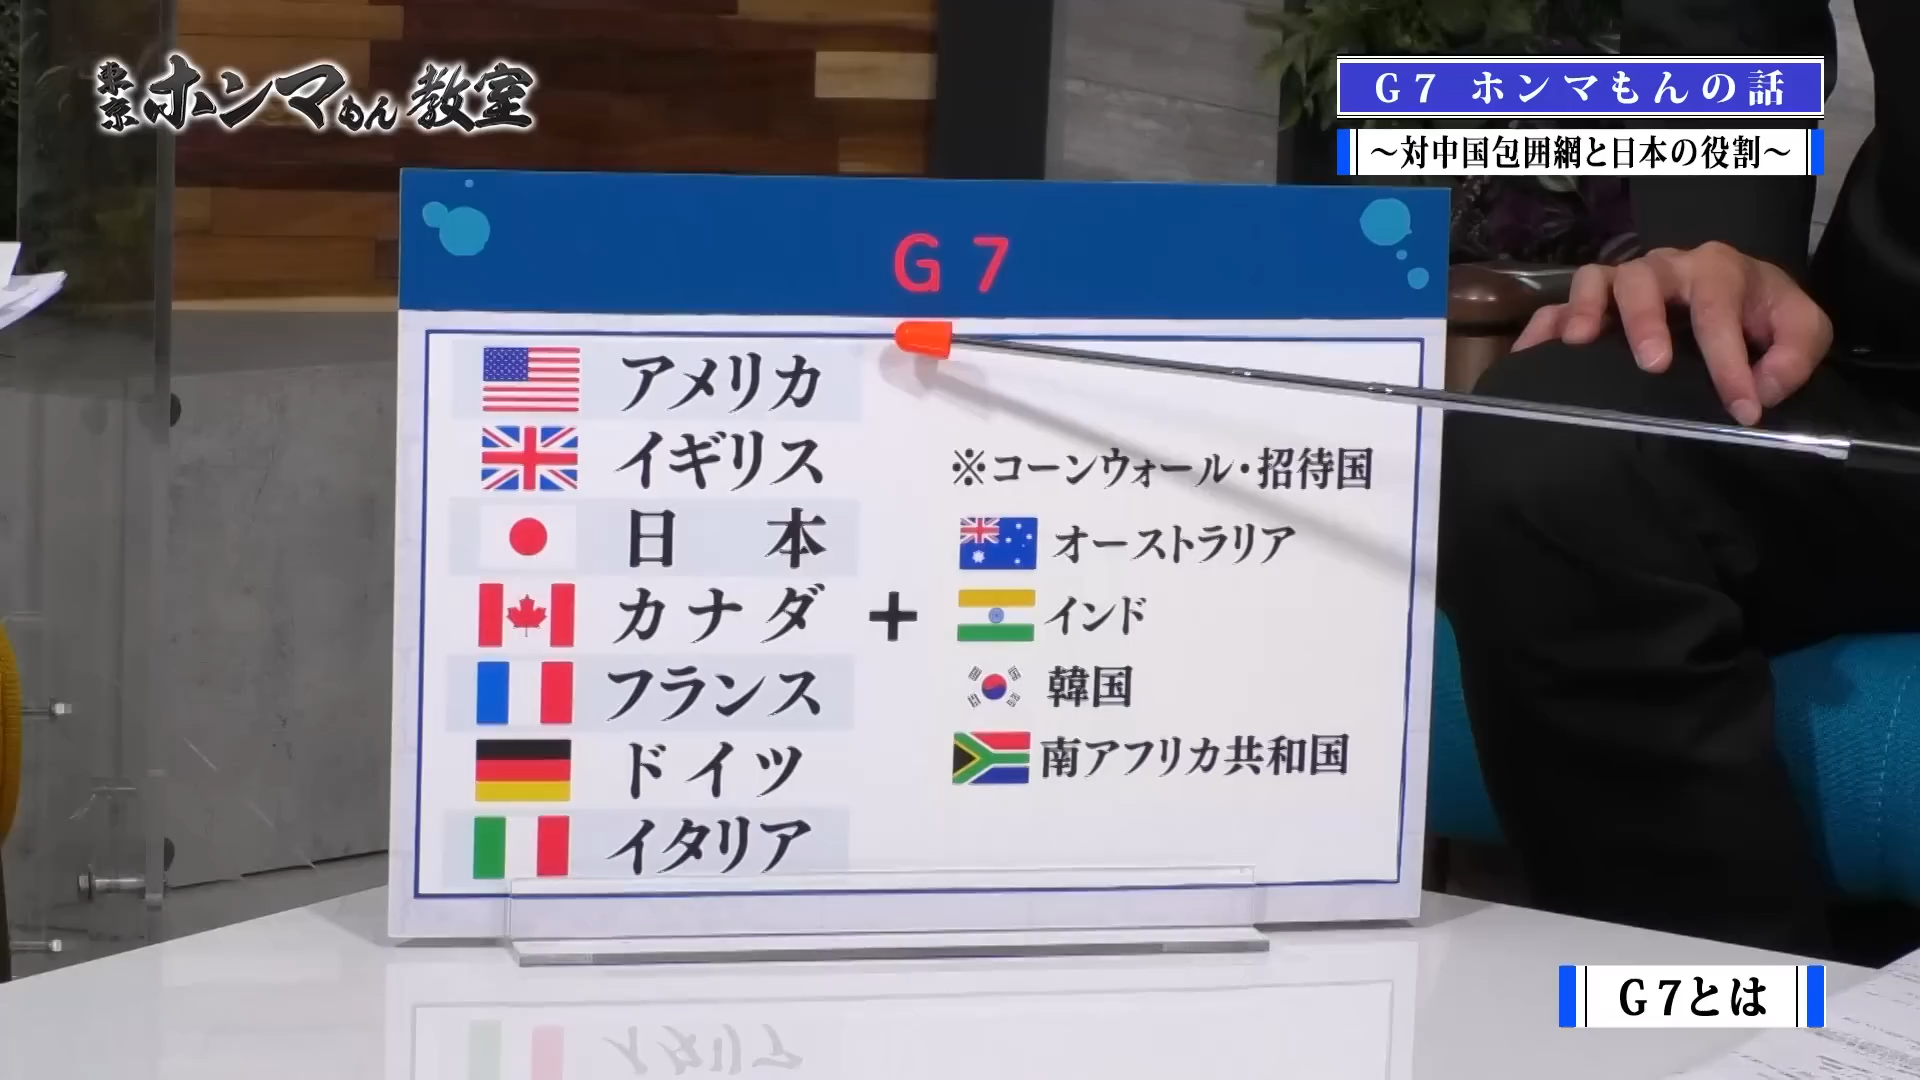 東京ホンマもん教室
G7 ホンマもんの話
～対中国包囲網と日本の役割～
G7
アメリカ
イギリス
日本
カナダ
フランス
ドイツ
イタリア
+
※コーンウォール・招待国
オーストラリア
インド
韓国
南アフリカ共和国
G7とは